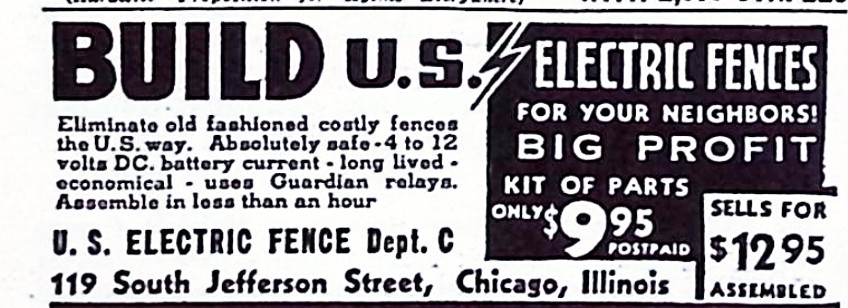 BUILD U.S. ELECTRIC FENCES
FOR YOUR NEIGHBORS!
BIG PROFIT
KIT OF PARTS
ONLY $9.95
POSTPAID
SELLS FOR
$12.95
ASSEMBLED
Eliminate old fashioned costly fences
the U.S. way. Absolutely safe - 4 to 12
volts DC. battery current - long lived -
economical - uses Guardian relays.
Assemble in less than an hour
U. S. ELECTRIC FENCE Dept. C
119 South Jefferson Street, Chicago, Illinois